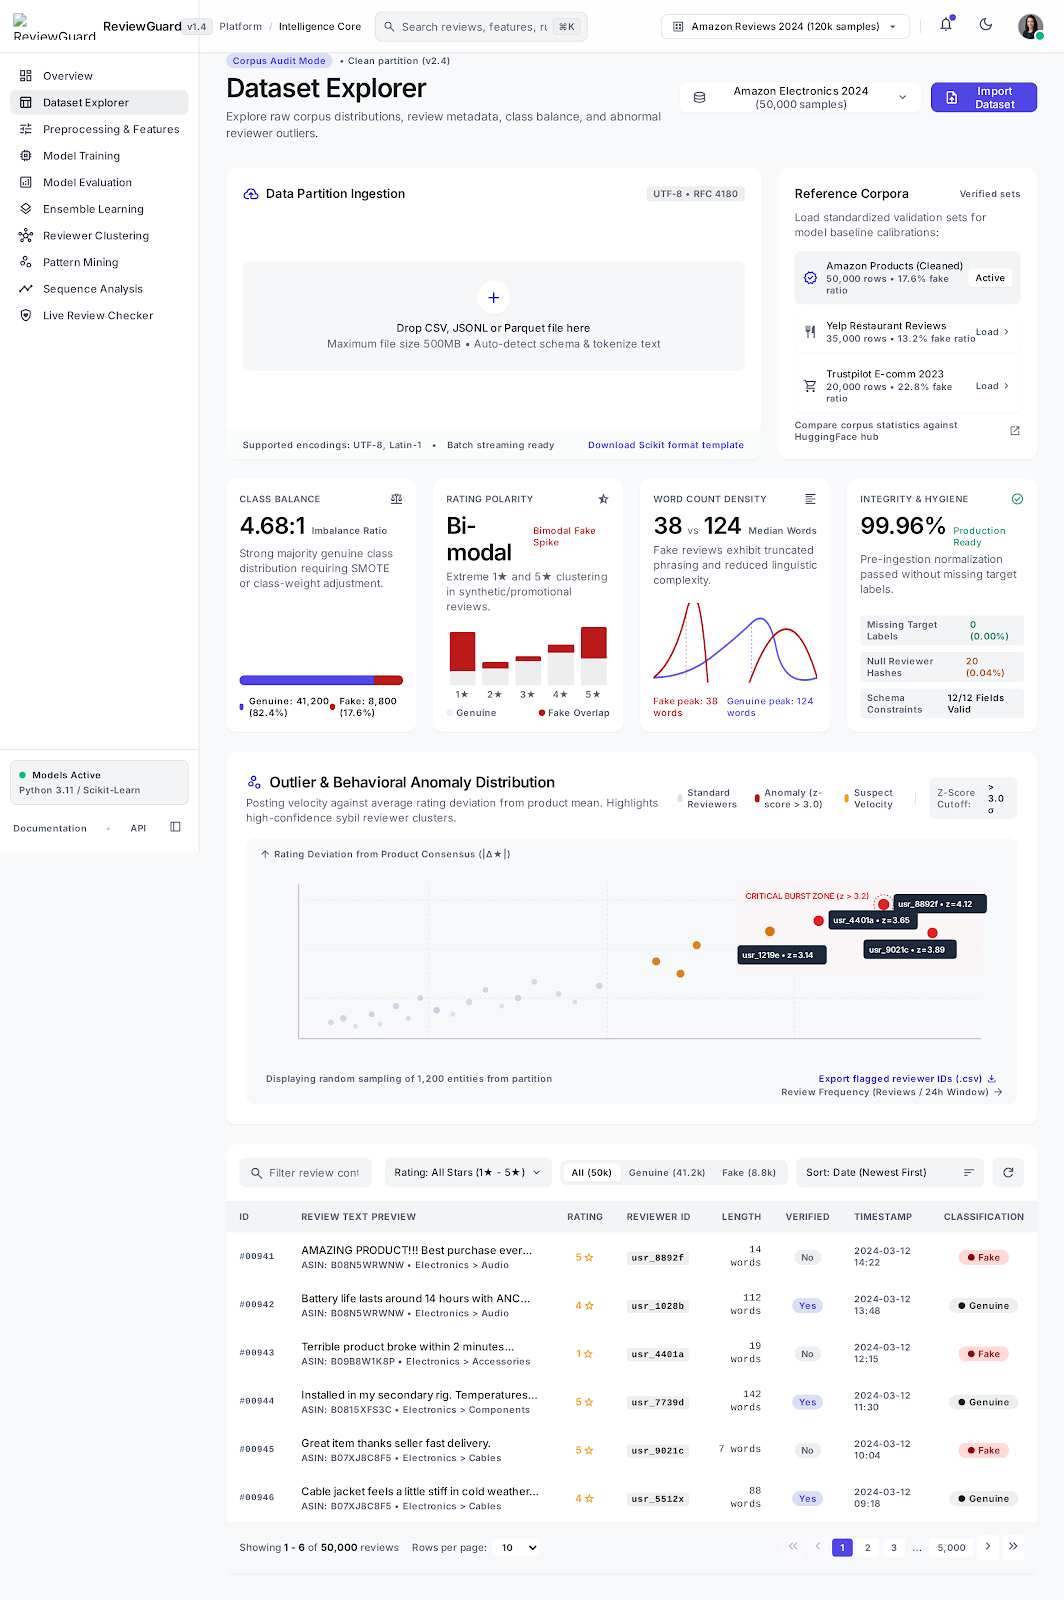 ReviewGuard
ReviewGuard v1.4
Platform / Intelligence Core
Search reviews, features, ru ⌘K
Amazon Reviews 2024 (120k samples)
Overview
Dataset Explorer
Preprocessing & Features
Model Training
Model Evaluation
Ensemble Learning
Reviewer Clustering
Pattern Mining
Sequence Analysis
Live Review Checker
Models Active
Python 3.11 / Scikit-Learn
Documentation • API
Corpus Audit Mode • Clean partition (v2.4)
Dataset Explorer
Explore raw corpus distributions, review metadata, class balance, and abnormal
reviewer outliers.
Amazon Electronics 2024
(50,000 samples)
Import
Dataset
Data Partition Ingestion
UTF-8 • RFC 4180
Drop CSV, JSONL or Parquet file here
Maximum file size 500MB • Auto-detect schema & tokenize text
Supported encodings: UTF-8, Latin-1 • Batch streaming ready
Download Scikit format template
Reference Corpora
Verified sets
Load standardized validation sets for
model baseline calibrations:
Amazon Products (Cleaned)
50,000 rows • 17.6% fake
ratio
Active
Yelp Restaurant Reviews
35,000 rows • 13.2% fake ratio
Load
Trustpilot E-comm 2023
20,000 rows • 22.8% fake
ratio
Load
Compare corpus statistics against
HuggingFace hub
CLASS BALANCE
4.68:1 Imbalance Ratio
Strong majority genuine class
distribution requiring SMOTE
or class-weight adjustment.
Genuine: 41,200
(82.4%)
Fake: 8,800
(17.6%)
RATING POLARITY
Bi-
modal
Bimodal Fake
Spike
Extreme 1★ and 5★ clustering
in synthetic/promotional
reviews.
1★ 2★ 3★ 4★ 5★
Genuine
Fake Overlap
WORD COUNT DENSITY
38 vs 124 Median Words
Fake reviews exhibit truncated
phrasing and reduced linguistic
complexity.
Fake peak: 38
words
Genuine peak: 124
words
INTEGRITY & HYGIENE
99.96% Production
Ready
Pre-ingestion normalization
passed without missing target
labels.
Missing Target
Labels
0
(0.00%)
Null Reviewer
Hashes
20
(0.04%)
Schema
Constraints
12/12 Fields
Valid
Outlier & Behavioral Anomaly Distribution
Posting velocity against average rating deviation from product mean. Highlights
high-confidence sybil reviewer clusters.
Standard
Reviewers
Anomaly (z-
score > 3.0)
Suspect
Velocity
Z-Score
Cutoff:
>
3.0
σ
↑ Rating Deviation from Product Consensus (|Δ★|)
CRITICAL BURST ZONE (z > 3.2)
usr_8892f • z=4.12
usr_4401a • z=3.65
usr_1219e • z=3.14
usr_9021c • z=3.89
Displaying random sampling of 1,200 entities from partition
Export flagged reviewer IDs (.csv)
Review Frequency (Reviews / 24h Window) →
Filter review cont
Rating: All Stars (1★ - 5★)
All (50k) Genuine (41.2k) Fake (8.8k)
Sort: Date (Newest First)
ID REVIEW TEXT PREVIEW RATING REVIEWER ID LENGTH VERIFIED TIMESTAMP CLASSIFICATION
#00941 AMAZING PRODUCT!!! Best purchase ever...
ASIN: B08N5WRWNW • Electronics > Audio
5 ☆ usr_8892f 14
words
No 2024-03-12
14:22
Fake
#00942 Battery life lasts around 14 hours with ANC...
ASIN: B08N5WRWNW • Electronics > Audio
4 ☆ usr_1028b 112
words
Yes 2024-03-12
13:48
Genuine
#00943 Terrible product broke within 2 minutes...
ASIN: B09B8W1K8P • Electronics > Accessories
1 ☆ usr_4401a 19
words
No 2024-03-12
12:15
Fake
#00944 Installed in my secondary rig. Temperatures...
ASIN: B0815XFS3C • Electronics > Components
5 ☆ usr_7739d 142
words
Yes 2024-03-12
11:30
Genuine
#00945 Great item thanks seller fast delivery.
ASIN: B07XJ8C8F5 • Electronics > Cables
5 ☆ usr_9021c 7 words
No 2024-03-12
10:04
Fake
#00946 Cable jacket feels a little stiff in cold weather...
ASIN: B07XJ8C8F5 • Electronics > Cables
4 ☆ usr_5512x 88
words
Yes 2024-03-12
09:18
Genuine
Showing 1 - 6 of 50,000 reviews Rows per page: 10
1 2 3 ... 5,000